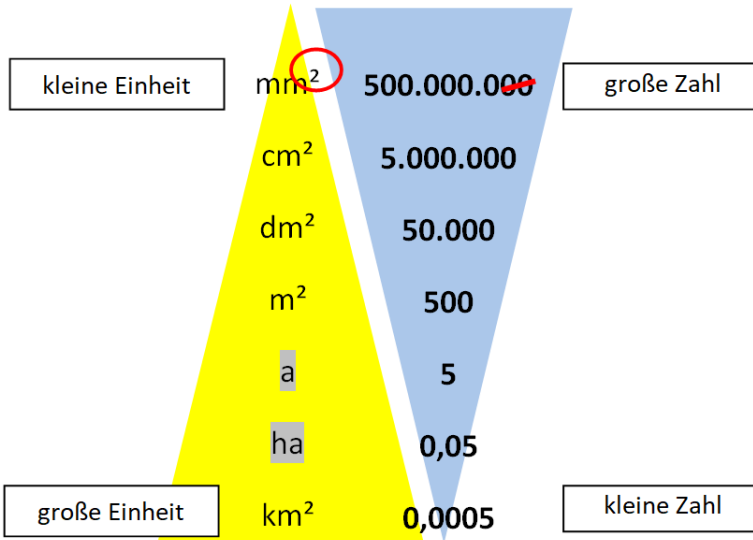 kleine Einheit mm² 500.000.000 große Zahl
cm² 5.000.000
dm² 50.000
m² 500
a 5
ha 0,05
große Einheit km² 0,0005 kleine Zahl